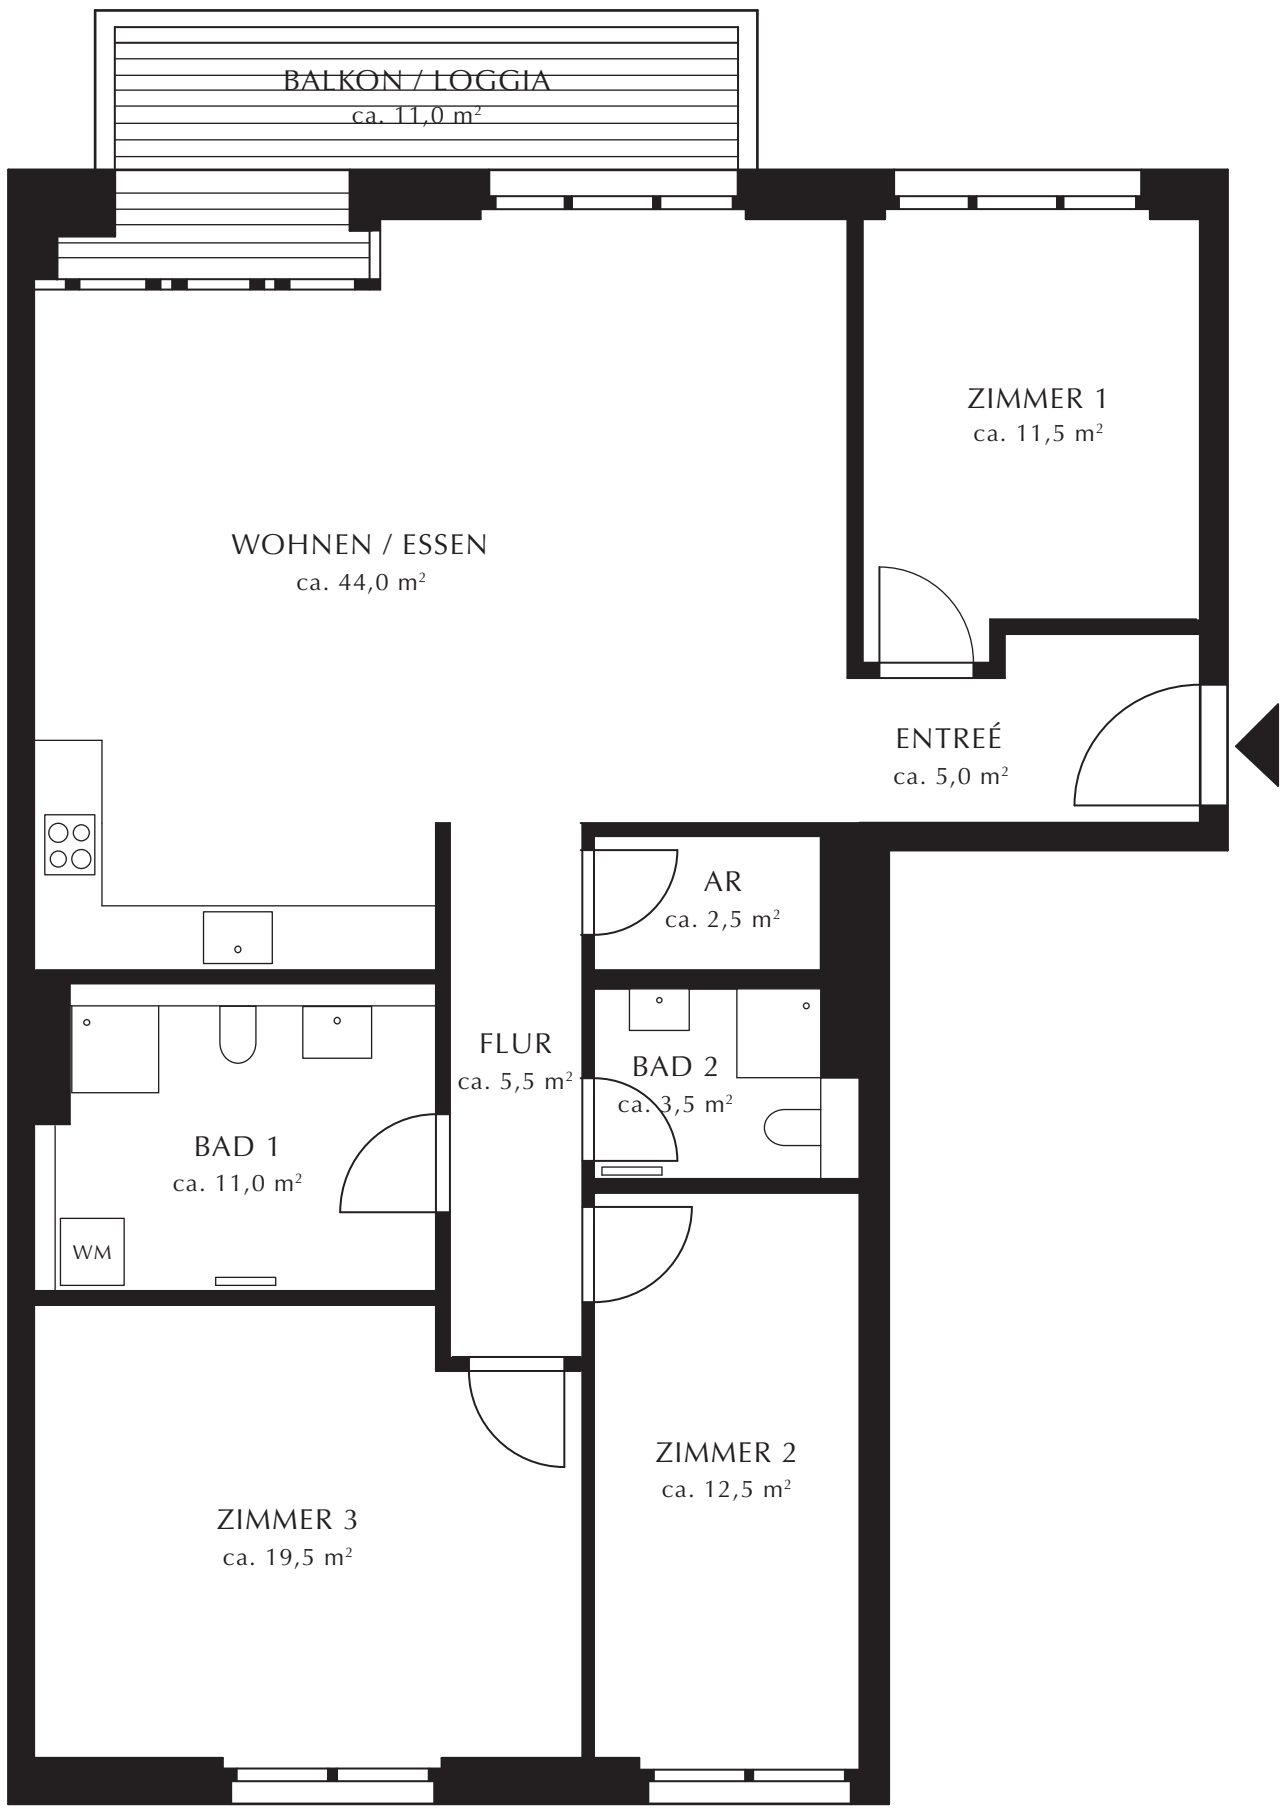 BALKON / LOGGIA
ca. 11,0 m²
ZIMMER 1
ca. 11,5 m²
WOHNEN / ESSEN
ca. 44,0 m²
ENTREÉ
ca. 5,0 m²
AR
ca. 2,5 m²
FLUR
ca. 5,5 m²
BAD 2
ca. 3,5 m²
BAD 1
ca. 11,0 m²
WM
ZIMMER 2
ca. 12,5 m²
ZIMMER 3
ca. 19,5 m²